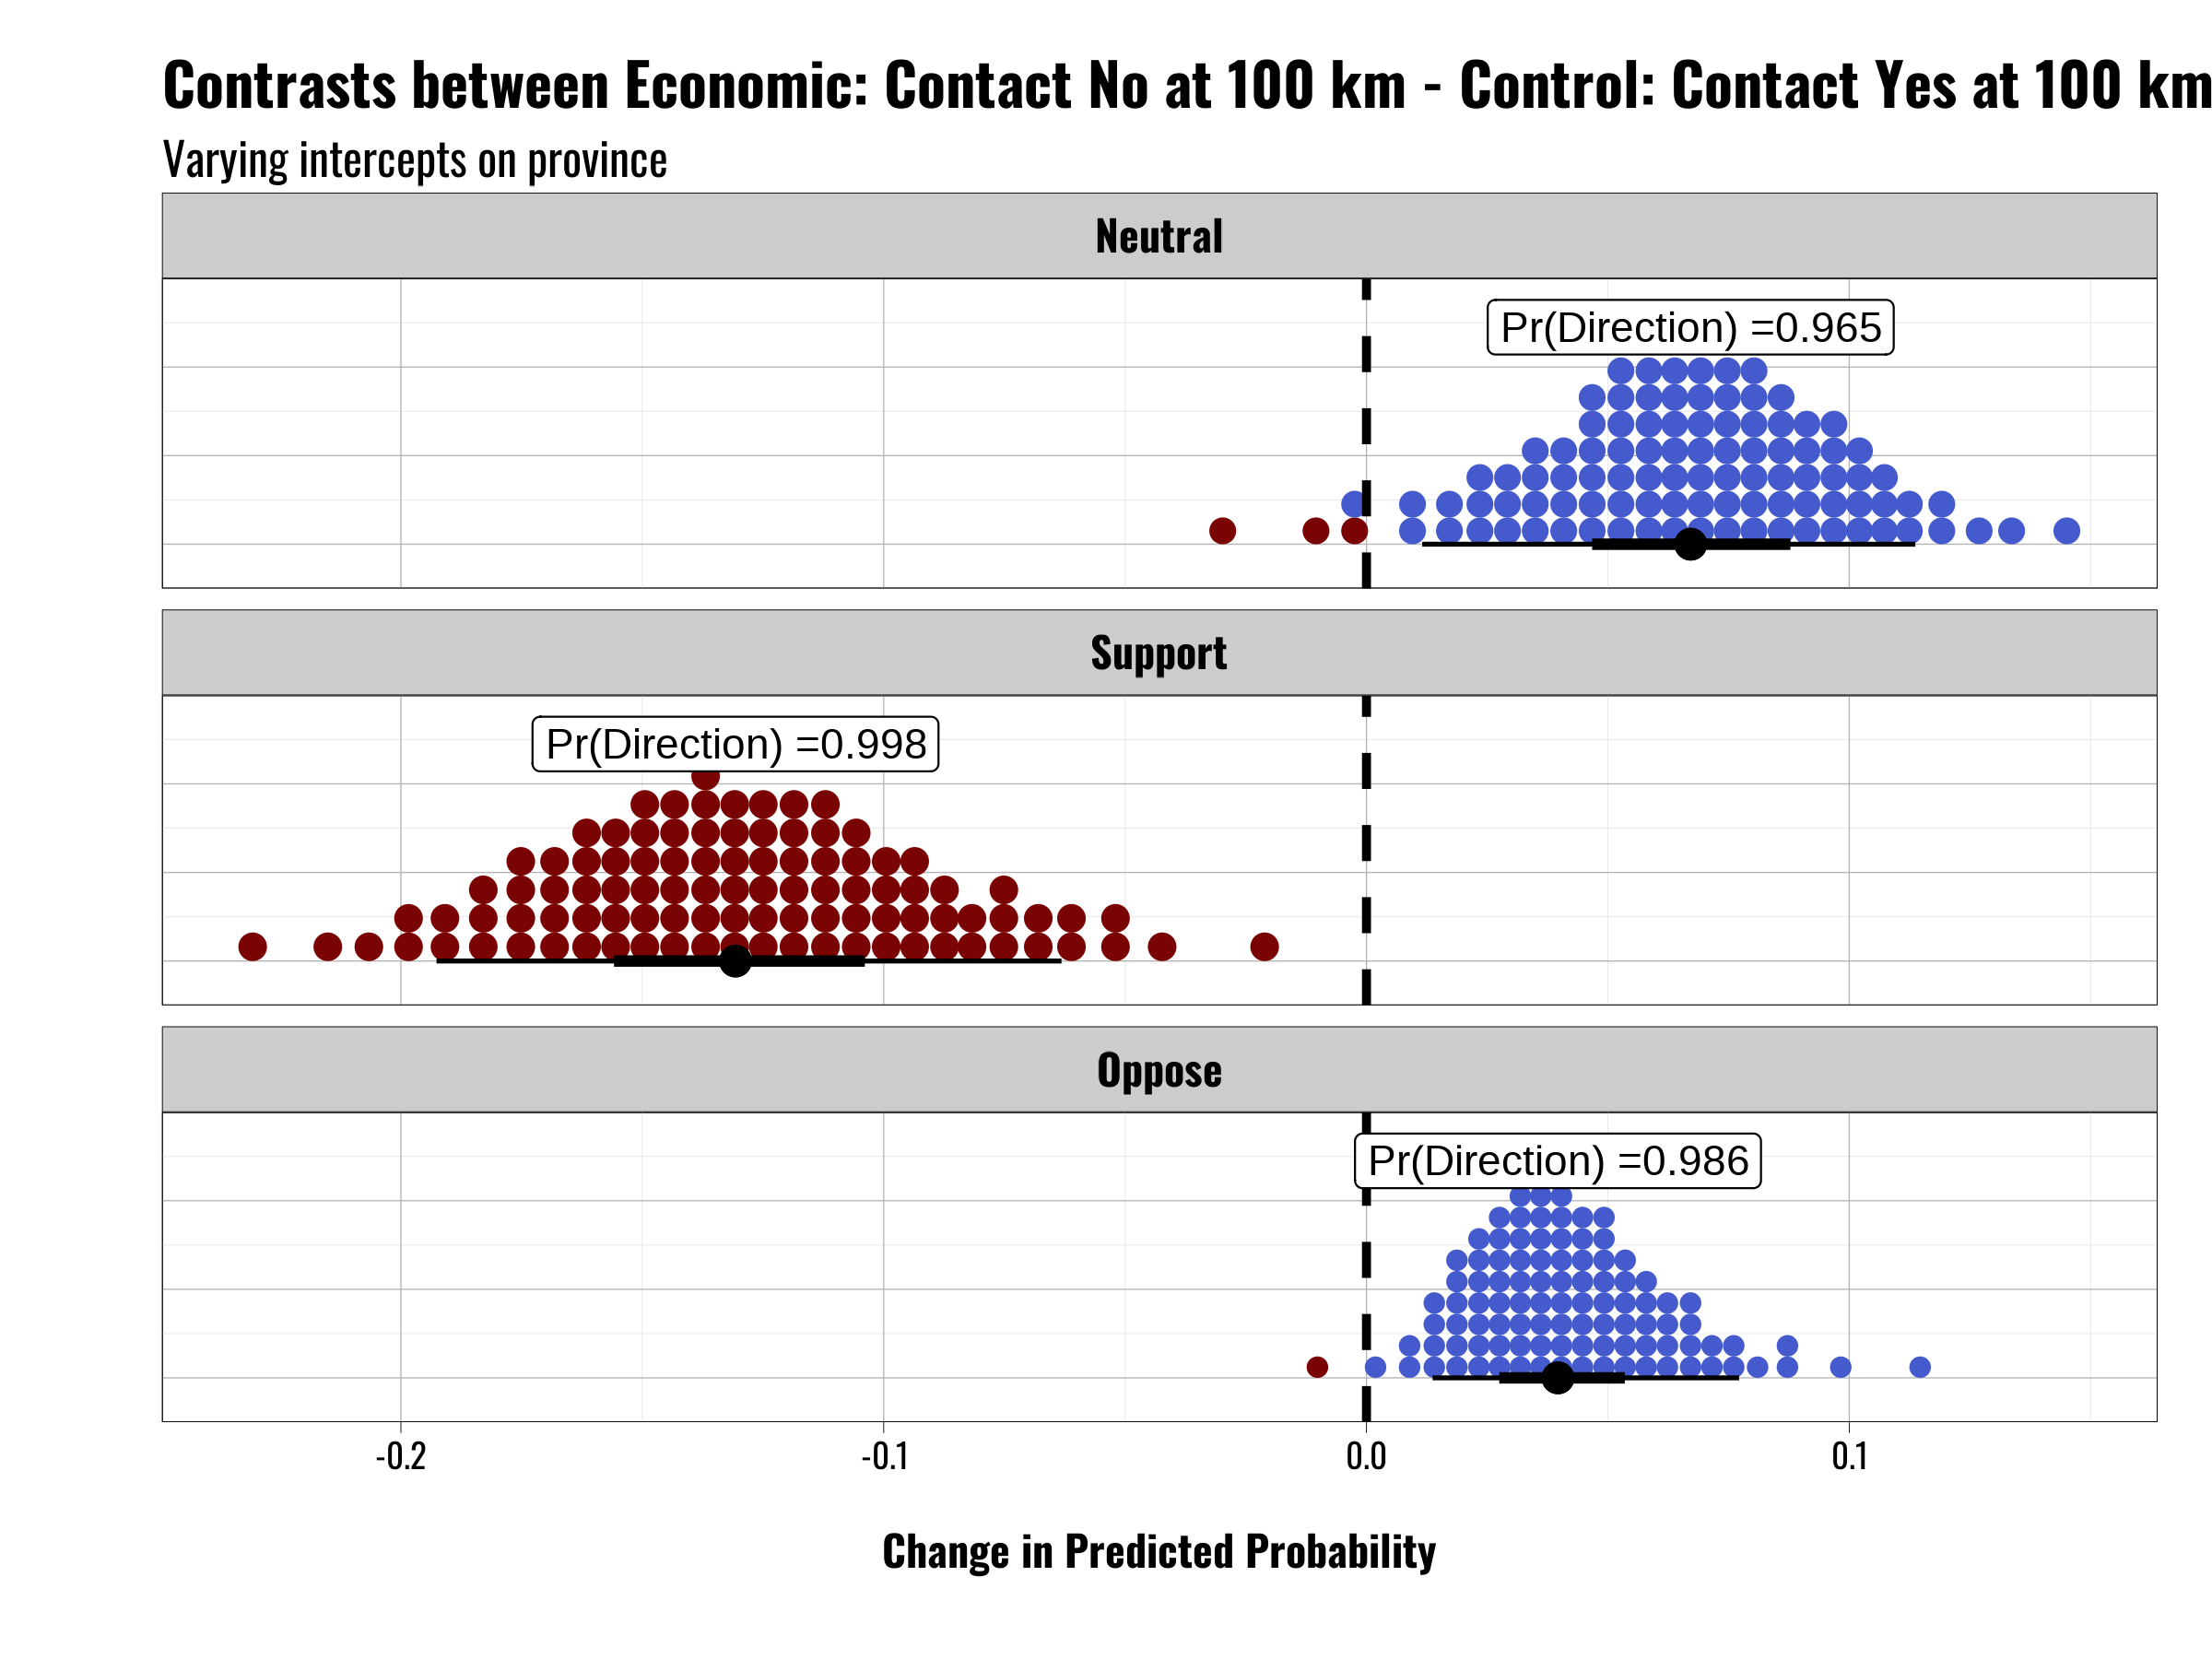 Contrasts between Economic: Contact No at 100 km - Control: Contact Yes at 100 km
Varying intercepts on province
Neutral
Pr(Direction) =0.965
Support
Pr(Direction) =0.998
Oppose
Pr(Direction) =0.986
-0.2 -0.1 0.0 0.1
Change in Predicted Probability